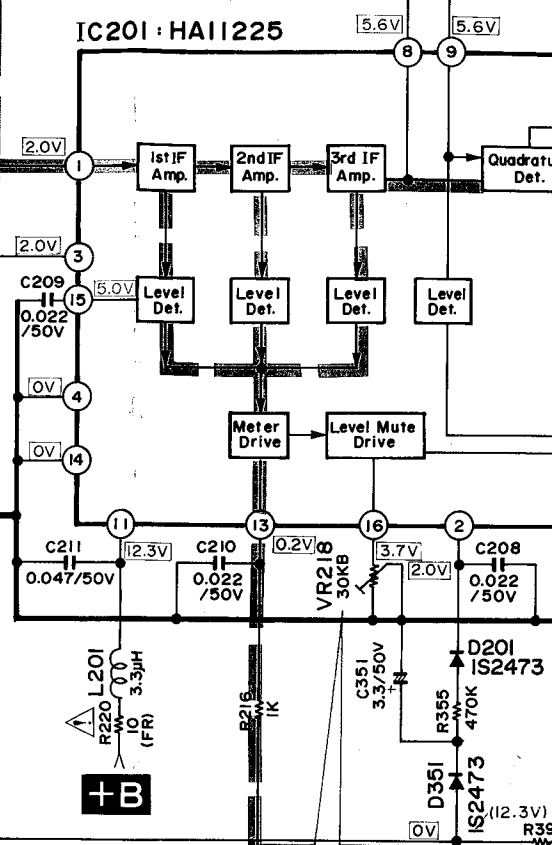 5.6V
5.6V
IC201 : HA11225
8
9
2.0V
1
1st IF
Amp.
2nd IF
Amp.
3rd IF
Amp.
Quadratu
Det.
2.0V
3
C209
0.022
/50V
15
5.0V
Level
Det.
Level
Det.
Level
Det.
Level
Det.
0V
4
0V
14
Meter
Drive
Level Mute
Drive
11
13
16
2
12.3V
0.2V
3.7V
2.0V
C211
0.047/50V
C210
0.022
/50V
VR218
30KB
C208
0.022
/50V
L201
3.3μH
R220
10
(FR)
R216
1K
C351
3.3/50V
+
D201
1S2473
R355
470K
D351
1S2473
+B
(12.3V)
0V
R39